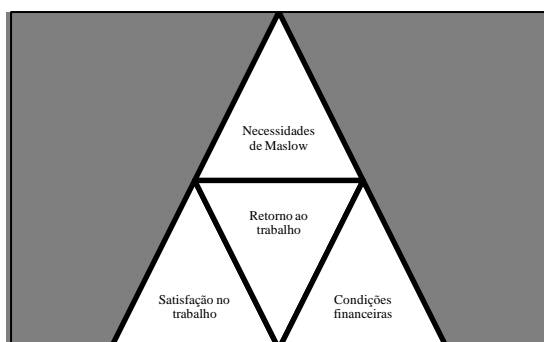 Necessidades
de Maslow
Retorno ao
trabalho
Satisfação no
trabalho
Condições
financeiras